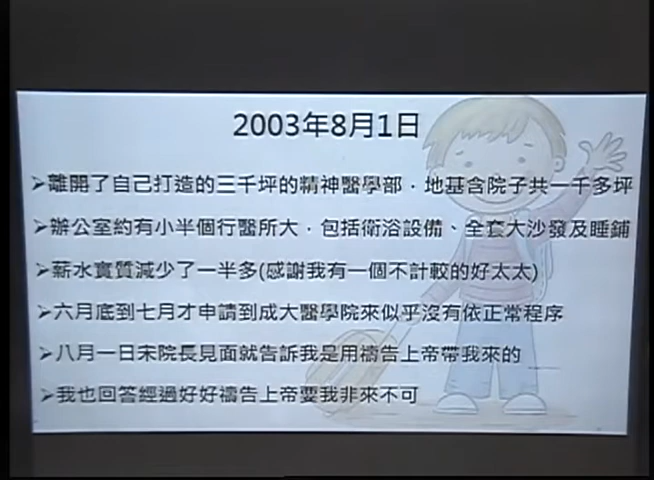 2003年8月1日
➢離開了自己打造的三千坪的精神醫學部，地基含院子共一千多坪
➢辦公室約有小半個行醫所大，包括衛浴設備、全套大沙發及睡鋪
➢薪水實質減少了一半多(感謝我有一個不計較的好太太)
➢六月底到七月才申請到成大醫學院來似乎沒有依正常程序
➢八月一日宋院長見面就告訴我是用禱告上帝帶我來的
➢我也回答經過好好禱告上帝要我非來不可